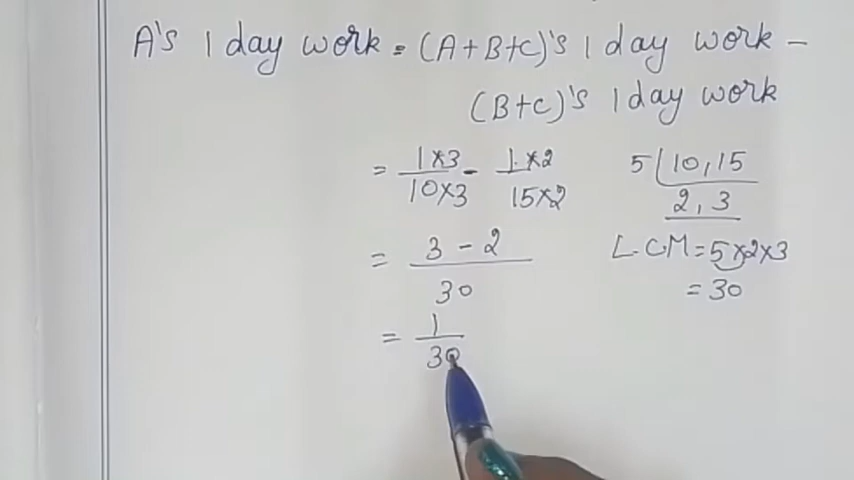 A's 1 day work = (A+B+C)'s 1 day work -
(B+C)'s 1 day work
= 1×3/10×3 - 1×2/15×2
5 | 10, 15
2, 3
= 3 - 2 / 30
L.C.M = 5×2×3
= 30
= 1/30